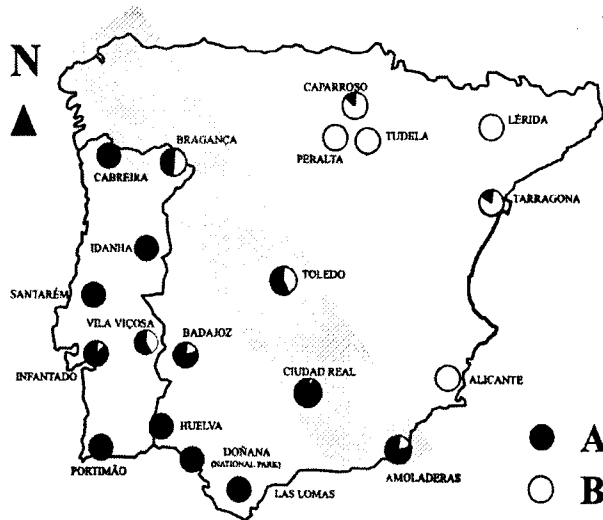 N
CAPARROSO
LÉRIDA
BRAGANÇA
TUDELA
PERALTA
CABREIRA
TARRAGONA
IDANHA
TOLEDO
SANTARÉM
VILA VIÇOSA
BADAJOZ
INFANTADO
CIUDAD REAL
ALICANTE
HUELVA
A
DOÑANA
(NATIONAL PARK)
PORTIMÃO
AMOLADERAS
LAS LOMAS
B